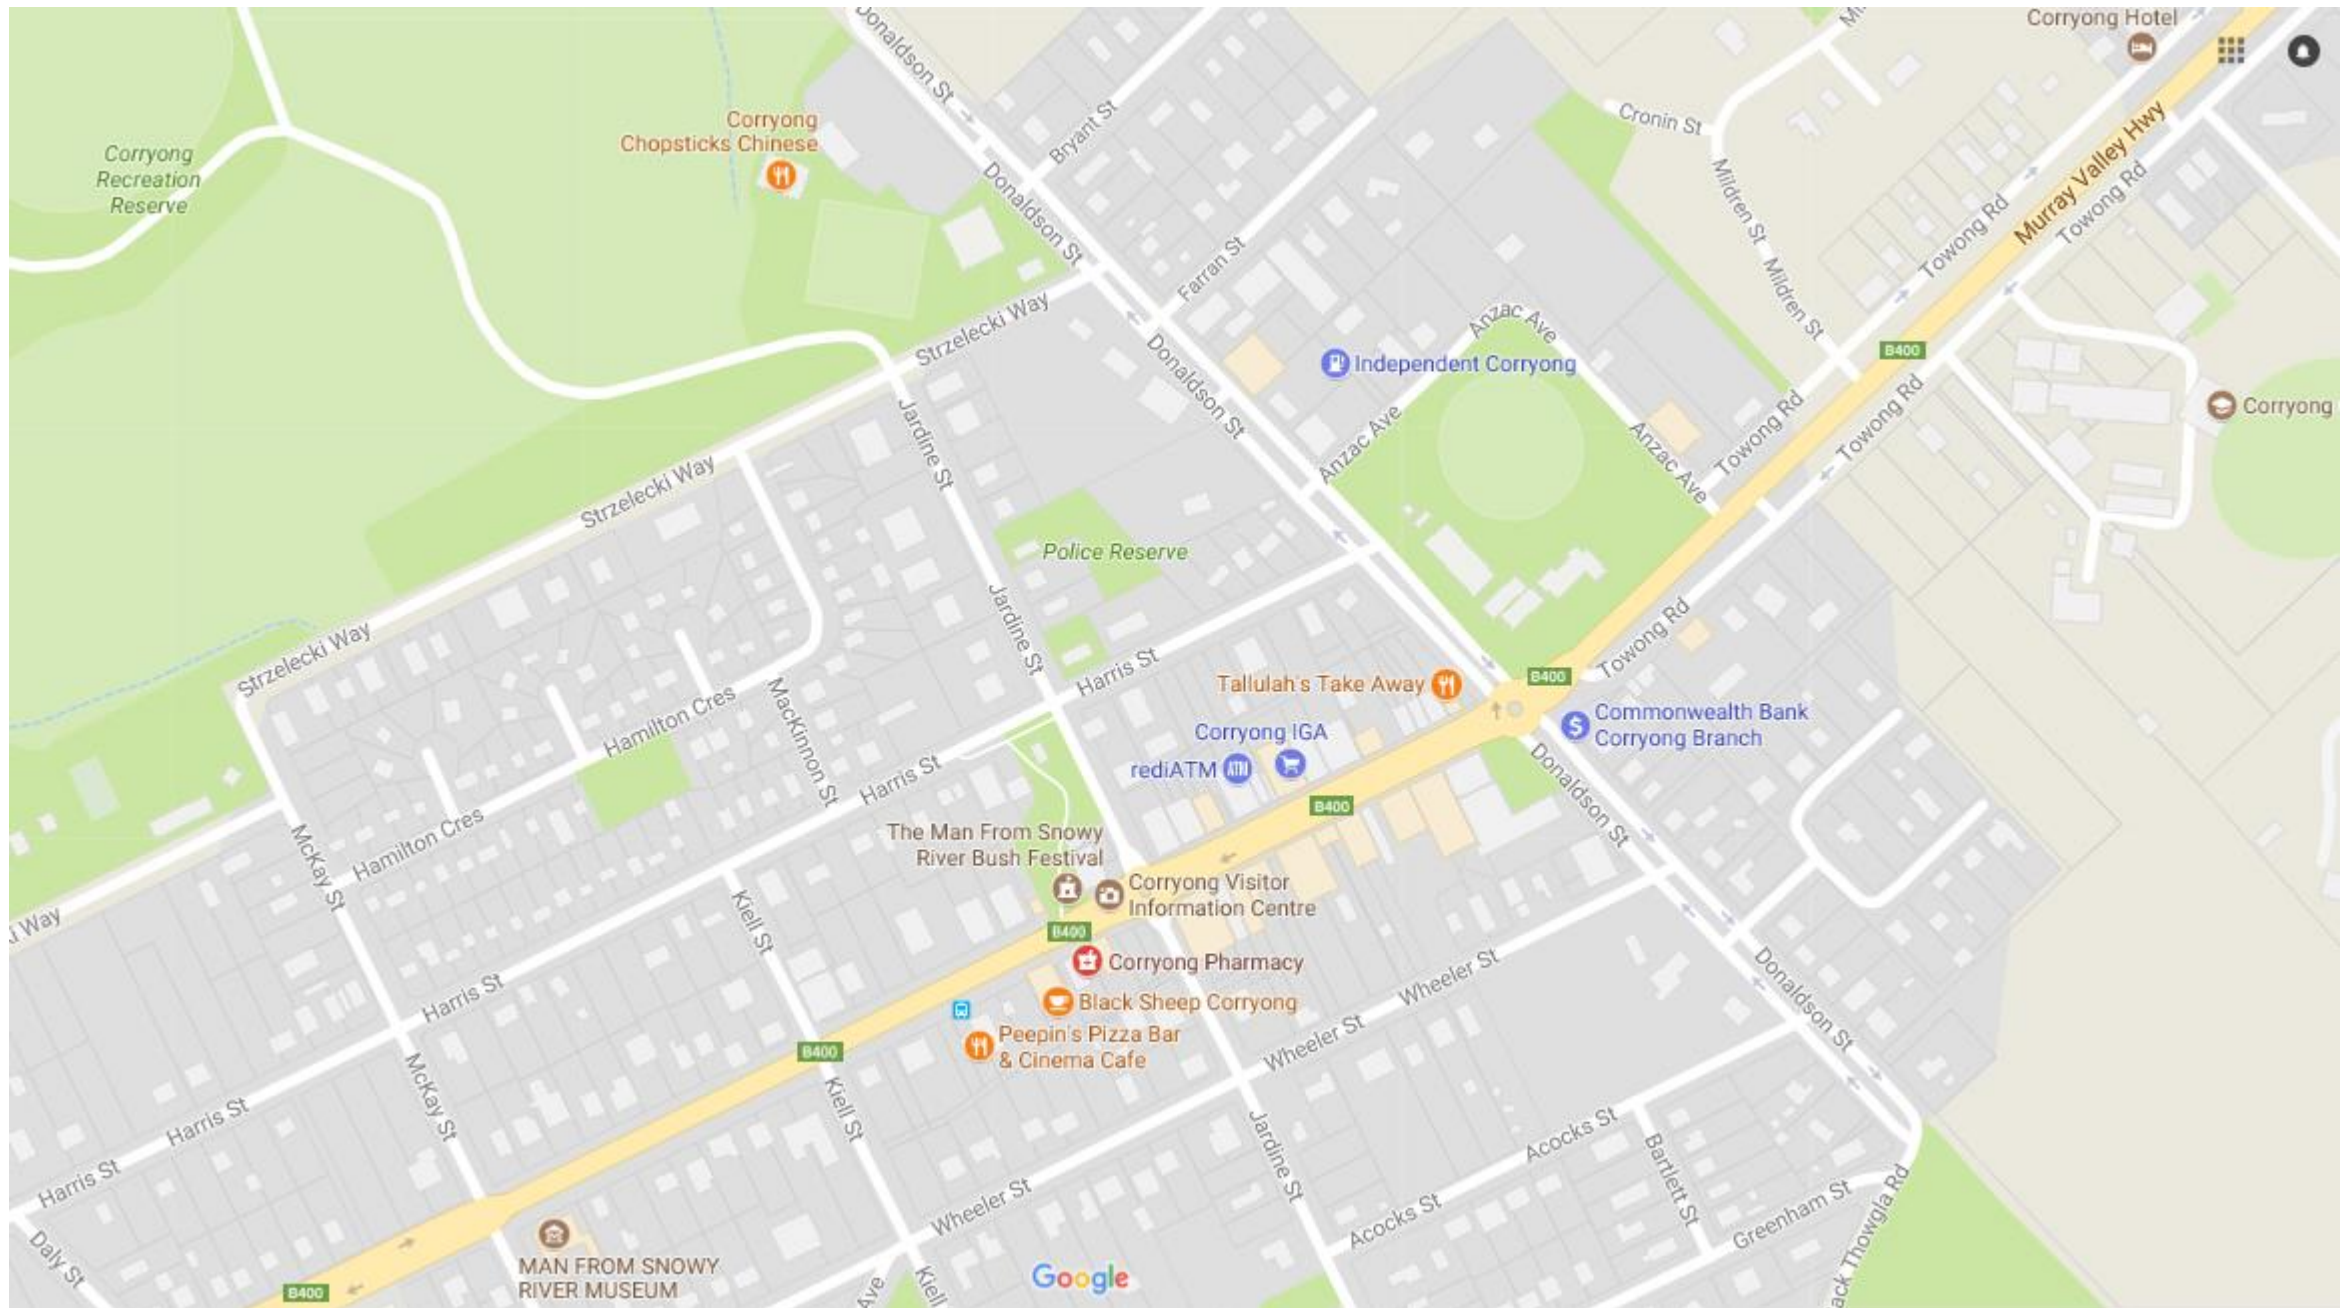 Corryong Hotel
Donaldson St
Mi
Corryong
Chopsticks Chinese
Bryant St
Cronin St
Murray Valley Hwy
Corryong
Recreation
Reserve
Donaldson St
Mildren St
Towong Rd
Towong Rd
Farran St
Mildren St
Strzelecki Way
Anzac Ave
Donaldson St
Independent Corryong
B400
Corryong
Jardine St
Anzac Ave
Anzac Ave
Towong Rd
Towong Rd
Strzelecki Way
Police Reserve
Jardine St
Towong Rd
Strzelecki Way
Harris St
Tallulah's Take Away
B400
Hamilton Cres
MacKinnon St
Corryong IGA
rediATM
ATM
Commonwealth Bank
Corryong Branch
Harris St
Donaldson St
B400
Hamilton Cres
McKay St
The Man From Snowy
River Bush Festival
Corryong Visitor
Information Centre
Way
Kiell St
B400
Corryong Pharmacy
Wheeler St
Donaldson St
Harris St
Black Sheep Corryong
Peepin's Pizza Bar
& Cinema Cafe
Wheeler St
B400
McKay St
Kiell St
Harris St
Jardine St
Acocks St
Bartlett St
Harris St
Wheeler St
Acocks St
Greenham St
ack Thowgla Rd
Daly St
MAN FROM SNOWY
RIVER MUSEUM
Google
B400
Ave
Kiell